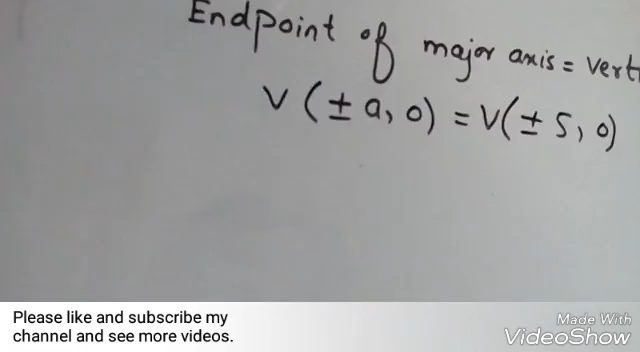 Endpoint of major axis = vert
V (± a, 0) = V(± 5, 0)
Please like and subscribe my
channel and see more videos.
Made With
VideoShow